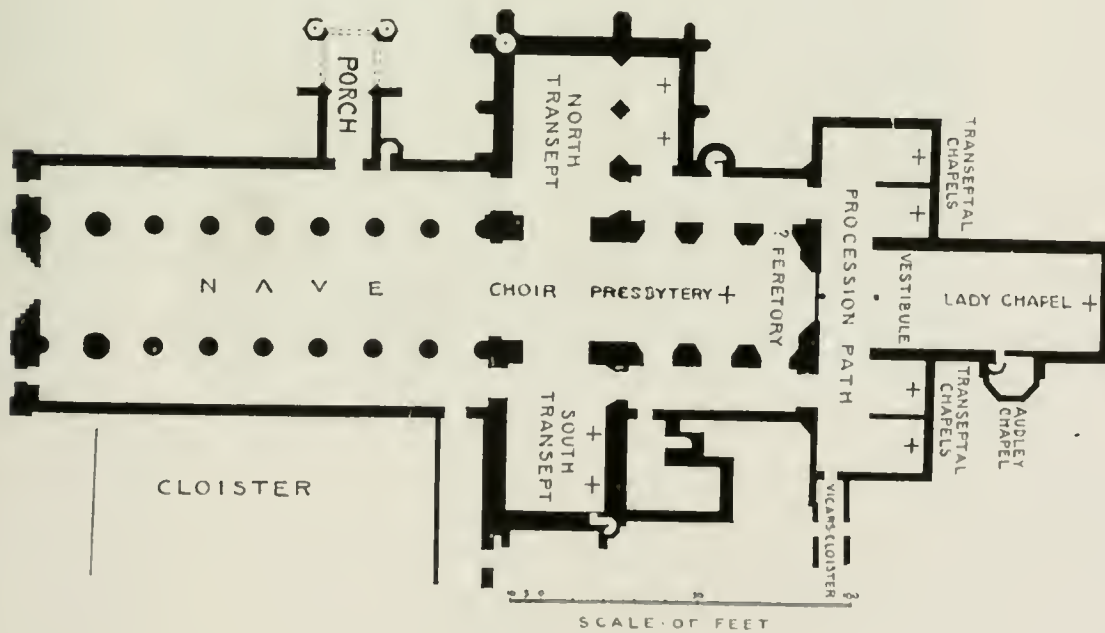 PORCH
NORTH
TRANSEPT
TRANSEPTAL
CHAPELS
NAVE
CHOIR
PRESBYTERY
? FERETORY
PROCESSION PATH
VESTIBULE
LADY CHAPEL
SOUTH
TRANSEPT
TRANSEPTAL
CHAPELS
AUDLEY
CHAPEL
CLOISTER
VICARS CLOISTER
SCALE OF FEET